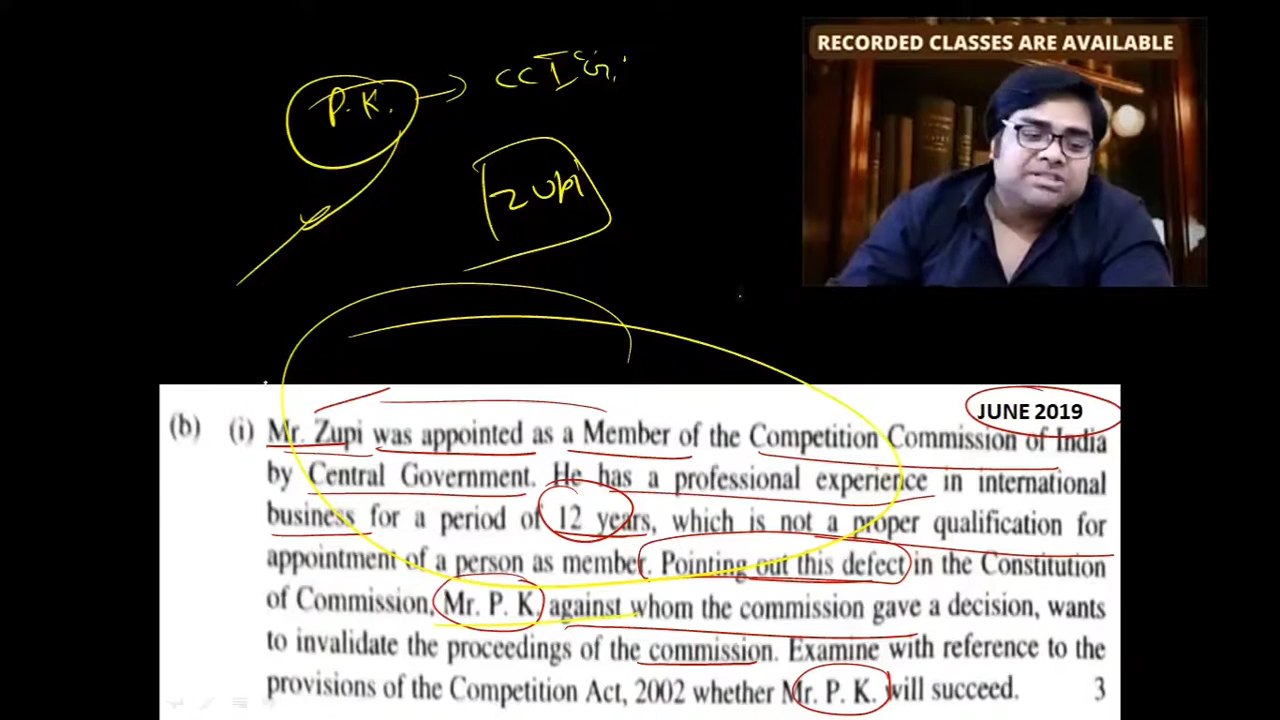 RECORDED CLASSES ARE AVAILABLE
P.K.
Zupi
JUNE 2019
(b) (i) Mr. Zupi was appointed as a Member of the Competition Commission of India
by Central Government. He has a professional experience in international
business for a period of 12 years, which is not a proper qualification for
appointment of a person as member. Pointing out this defect in the Constitution
of Commission, Mr. P. K. against whom the commission gave a decision, wants
to invalidate the proceedings of the commission. Examine with reference to the
provisions of the Competition Act, 2002 whether Mr. P. K. will succeed. 3